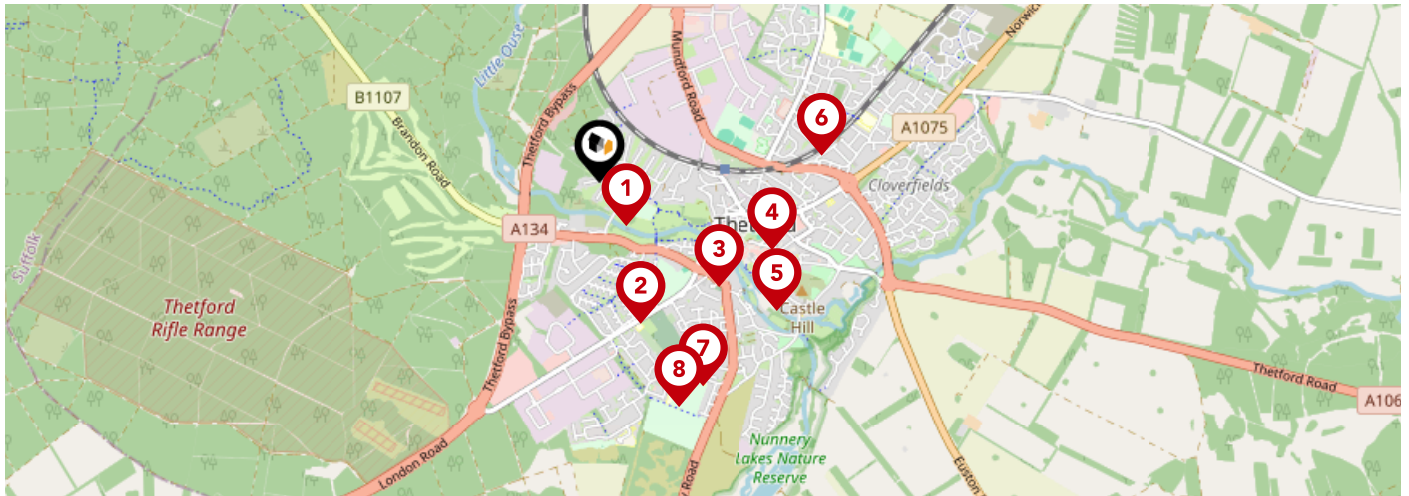 Little Ouse
Mundford Road
Norwich
B1107
Thetford Bypass
6
A1075
Brandon Road
1
Cloverfields
4
A134
Suffolk
3
5
Thetford
Rifle Range
2
Castle
Hill
Thetford Bypass
7
8
Thetford Road
A106
London Road
Nunnery
Lakes Nature
Reserve
Road
Euston